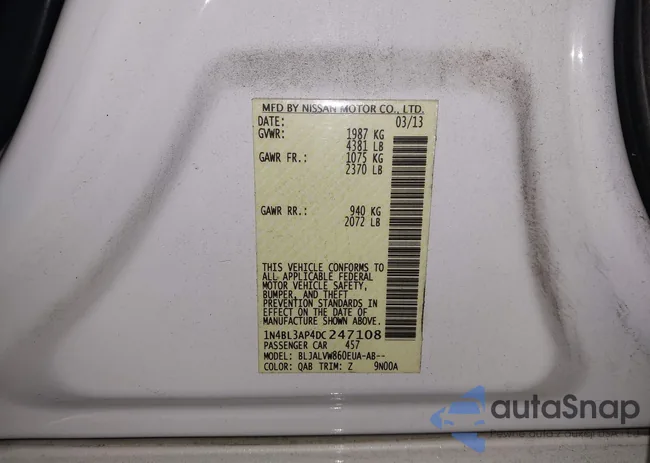 MFD BY NISSAN MOTOR CO., LTD.
DATE: 03/13
GVWR: 1987 KG
4381 LB
GAWR FR.: 1075 KG
2370 LB
GAWR RR.: 940 KG
2072 LB
THIS VEHICLE CONFORMS TO
ALL APPLICABLE FEDERAL
MOTOR VEHICLE SAFETY,
BUMPER, AND THEFT
PREVENTION STANDARDS IN
EFFECT ON THE DATE OF
MANUFACTURE SHOWN ABOVE.
1N4BL3AP4DC247108
PASSENGER CAR 457
MODEL: BLJALVW860EUA-AB--
COLOR: QAB TRIM: Z 9N00A
autaSnap
Pewne auta z aukcji